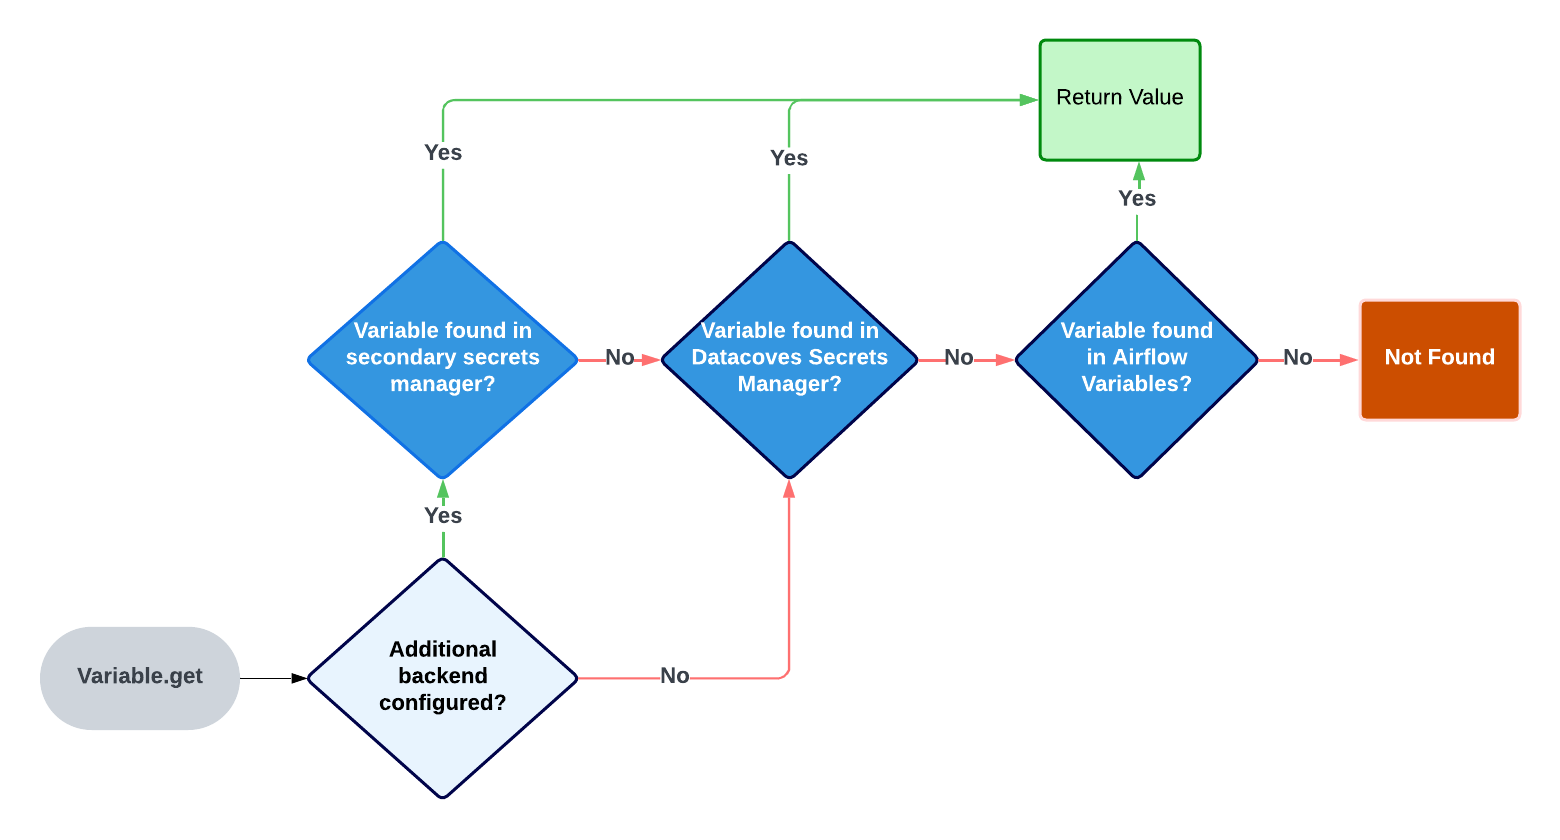 Return Value
Yes
Yes
Yes
Variable found in
secondary secrets
manager?
No
Variable found in
Datacoves Secrets
Manager?
No
Variable found
in Airflow
Variables?
No
Not Found
Yes
Variable.get
Additional
backend
configured?
No